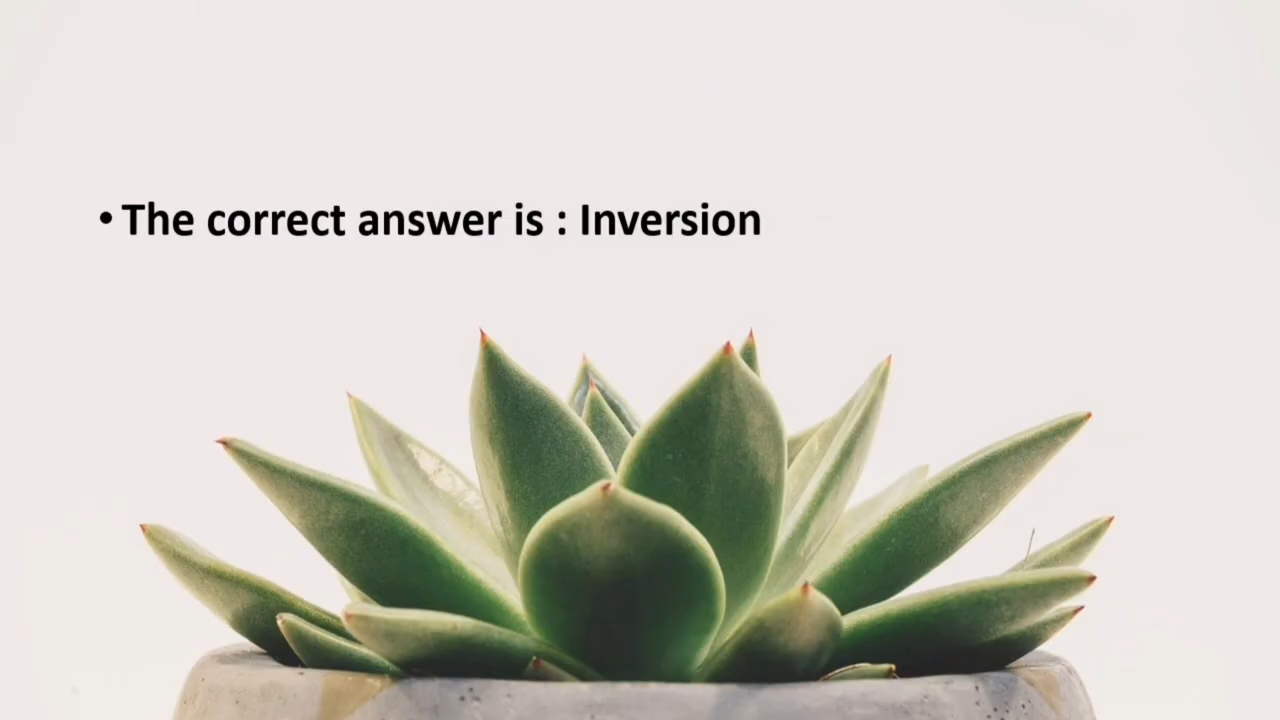 • The correct answer is : Inversion